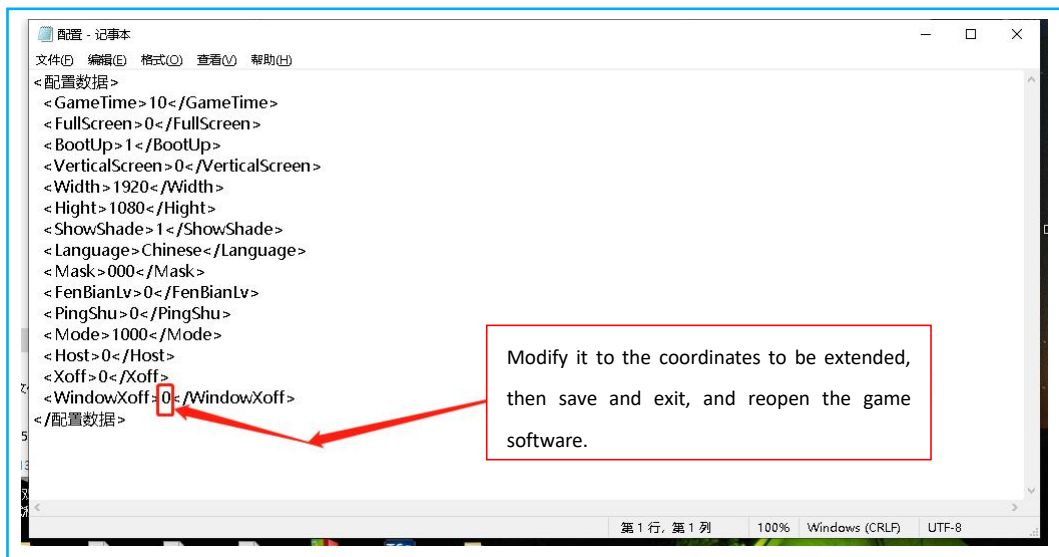 配置 - 记事本
文件(F) 编辑(E) 格式(O) 查看(V) 帮助(H)
<配置数据>
<GameTime>10</GameTime>
<FullScreen>0</FullScreen>
<BootUp>1</BootUp>
<VerticalScreen>0</VerticalScreen>
<Width>1920</Width>
<Hight>1080</Hight>
<ShowShade>1</ShowShade>
<Language>Chinese</Language>
<Mask>000</Mask>
<FenBianLv>0</FenBianLv>
<PingShu>0</PingShu>
<Mode>1000</Mode>
<Host>0</Host>
<Xoff>0</Xoff>
<WindowXoff>0</WindowXoff>
</配置数据>
Modify it to the coordinates to be extended,
then save and exit, and reopen the game
software.
第 1 行，第 1 列 100% Windows (CRLF) UTF-8